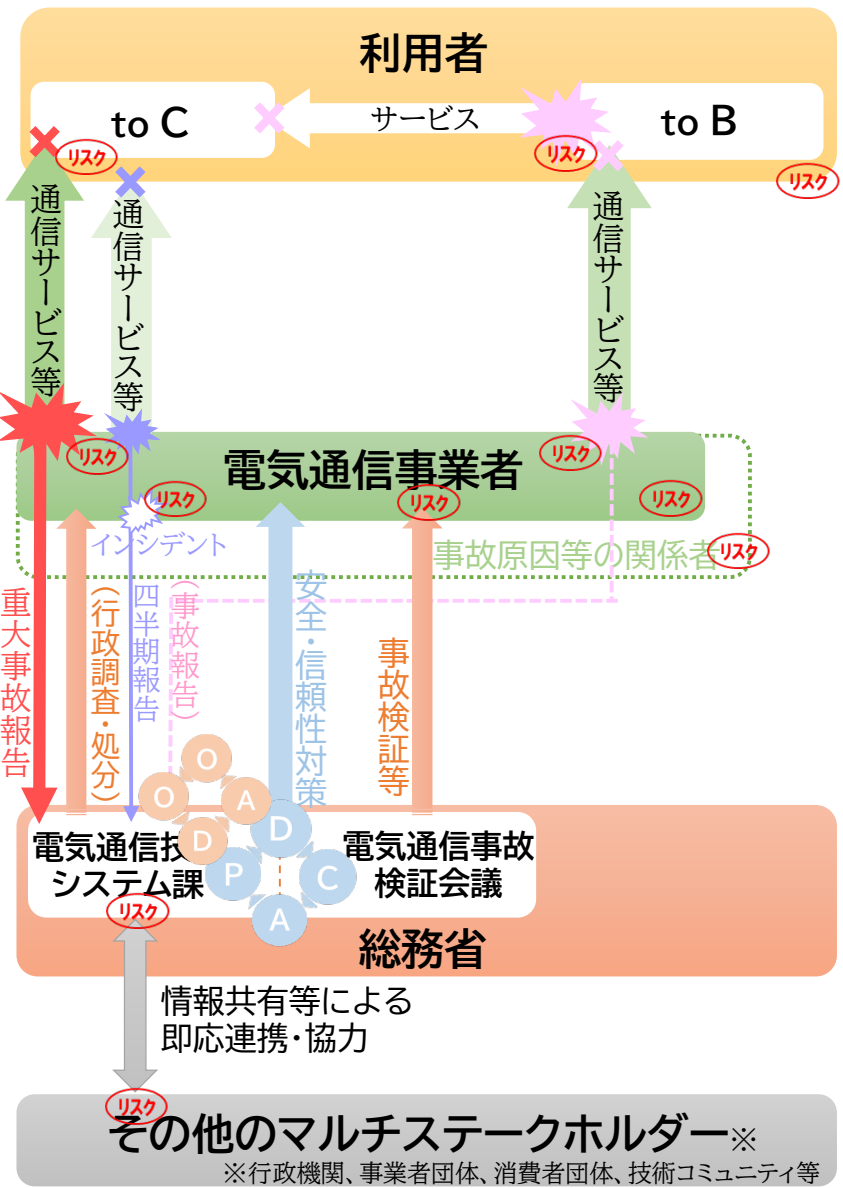 利用者
to C
サービス
to B
リスク
リスク
リスク
通信サービス等
通信サービス等
通信サービス等
リスク
電気通信事業者
リスク
リスク
リスク
リスク
インシデント
事故原因等の関係者
リスク
重大事故報告
（行政調査・処分）
四半期報告
（事故報告）
安全・信頼性対策
事故検証等
O
O
A
D
D
P
C
A
電気通信技
システム課
電気通信事故
検証会議
リスク
総務省
情報共有等による
即応連携・協力
リスク
その他のマルチステークホルダー※
※行政機関、事業者団体、消費者団体、技術コミュニティ等